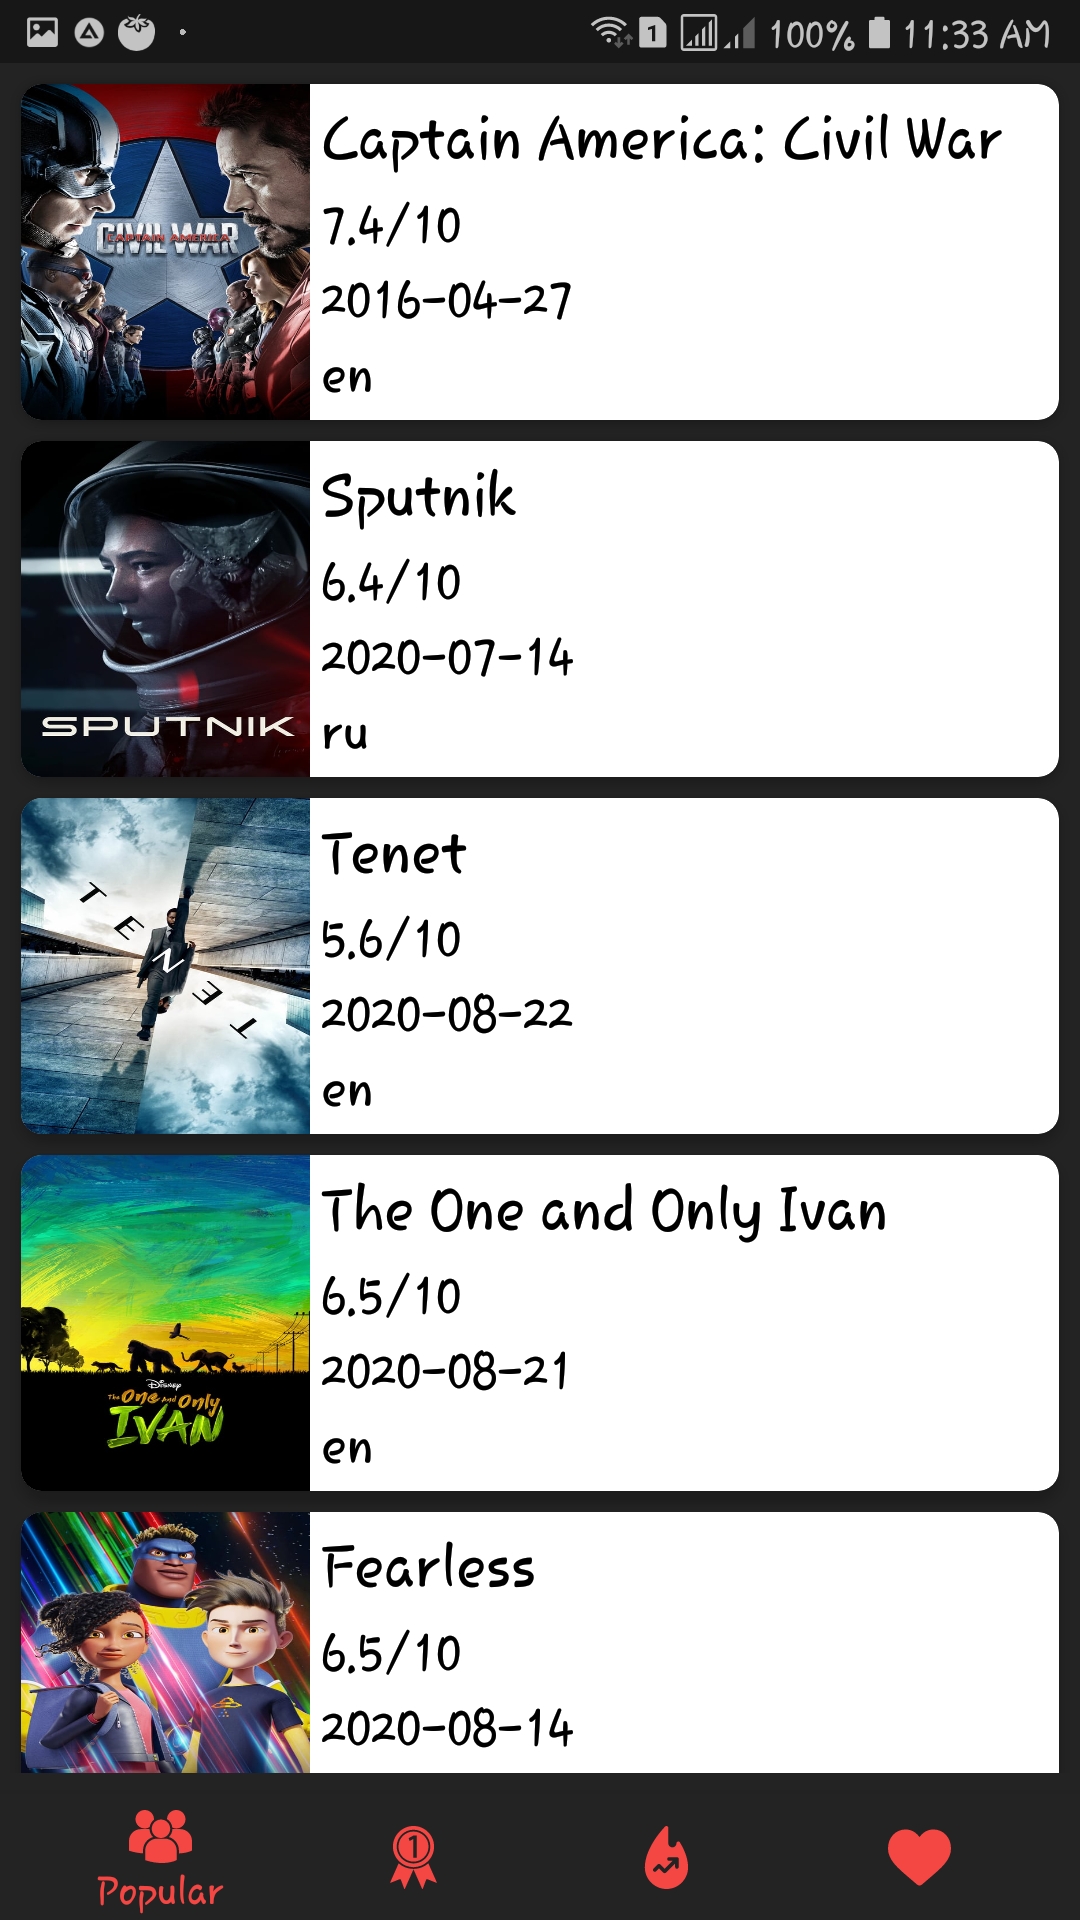 1 100% 11:33 AM
CIVIL WAR
CAPTAIN AMERICA
Captain America: Civil War
7.4/10
2016-04-27
en
SPUTNIK
Sputnik
6.4/10
2020-07-14
ru
TENET
Tenet
5.6/10
2020-08-22
en
Disney
The One and Only
IVAN
The One and Only Ivan
6.5/10
2020-08-21
en
Fearless
6.5/10
2020-08-14
Popular
1